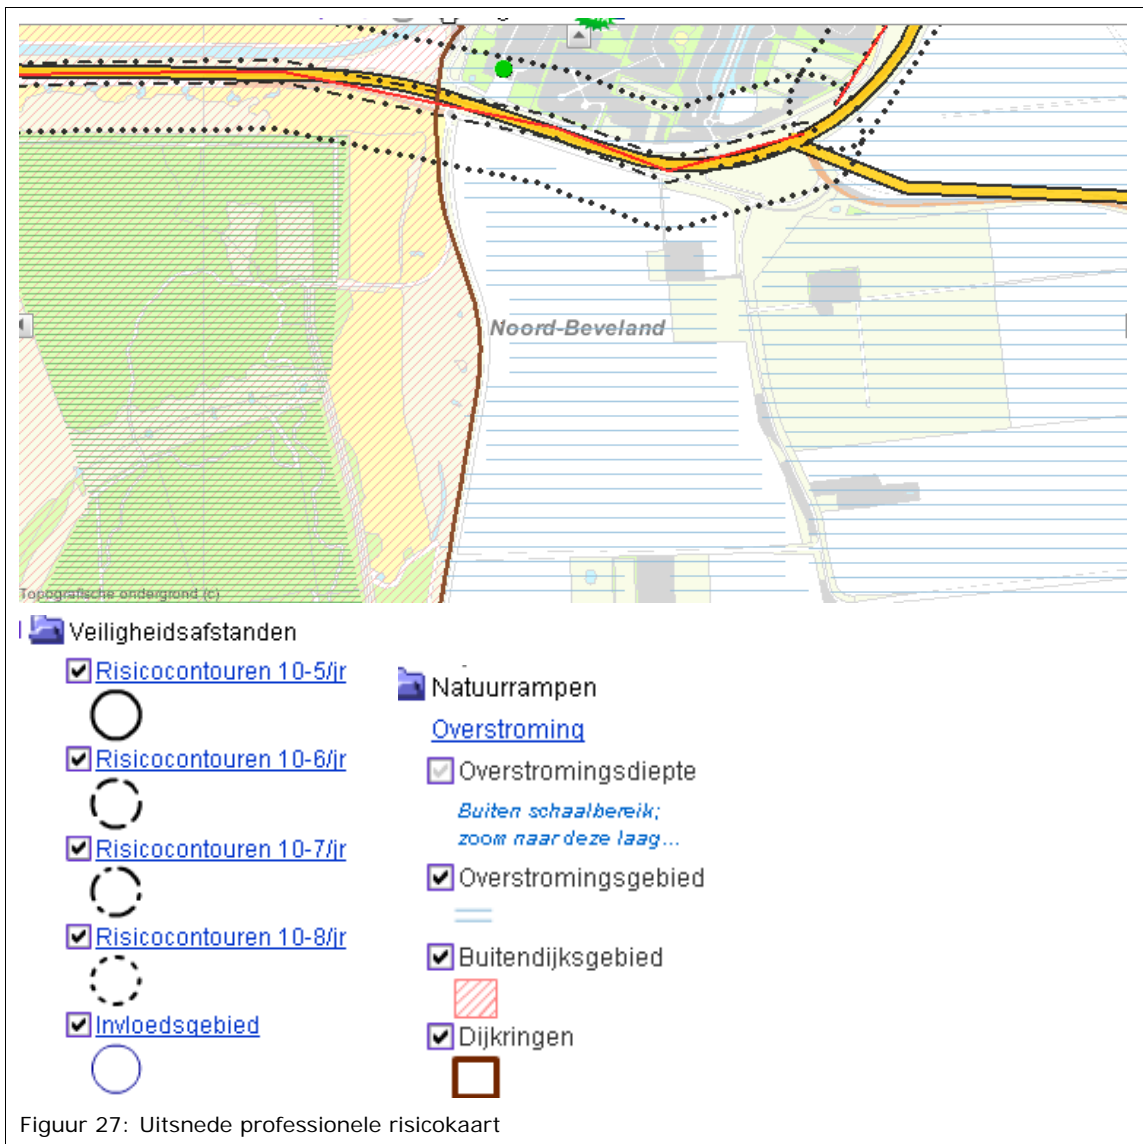 Noord-Beveland
Topografische ondergrond (c)
Veiligheidsafstanden
Risicocontouren 10-5/jr
Risicocontouren 10-6/jr
Risicocontouren 10-7/jr
Risicocontouren 10-8/jr
Invloedsgebied
Natuurrampen
Overstroming
Overstromingsdiepte
Buiten schaalbereik;
zoom naar deze laag...
Overstromingsgebied
Buitendijksgebied
Dijkringen
Figuur 27: Uitsnede professionele risicokaart